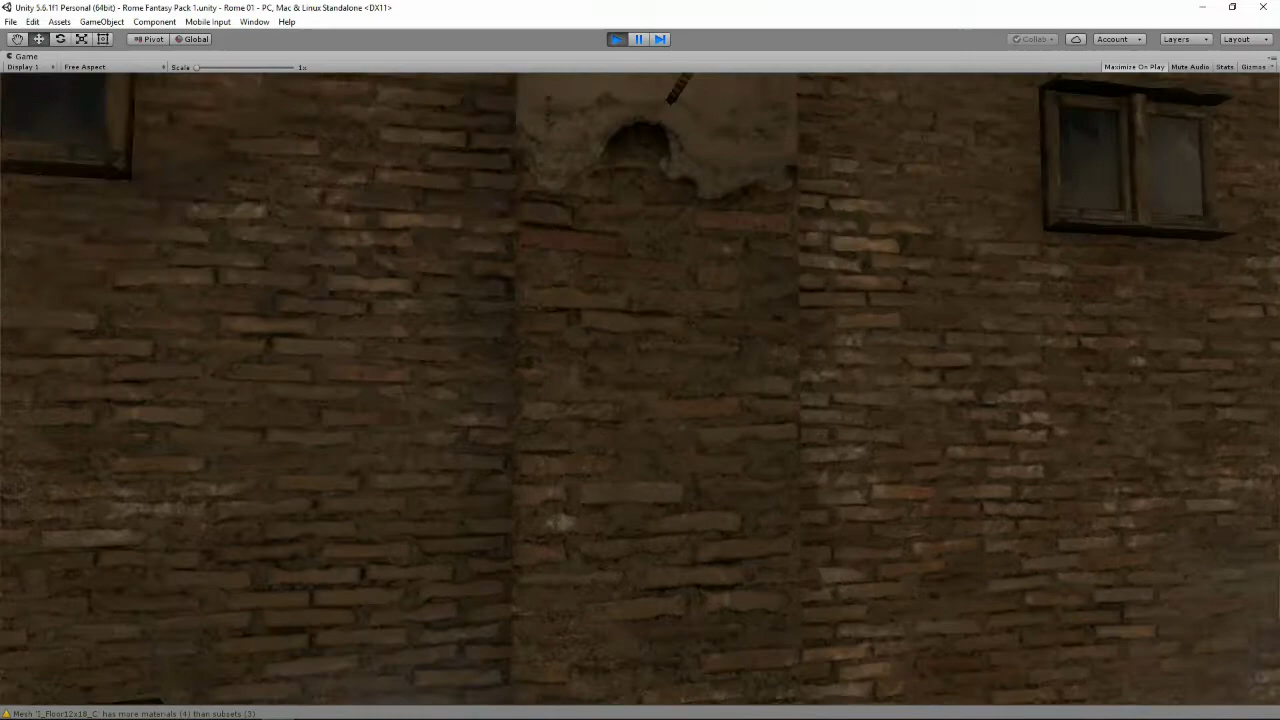 Unity 5.6.1f1 Personal (64bit) - Rome Fantasy Pack 1.unity - Rome 01 - PC, Mac & Linux Standalone <DX11>
File Edit Assets GameObject Component Mobile Input Window Help
Pivot Global Collab Account Layers Layout
Game
Display 1 Free Aspect Scale 1x Maximize On Play Mute Audio Stats Gizmos
Mesh 'I_Floor12x18_C' has more materials (4) than subsets (3)